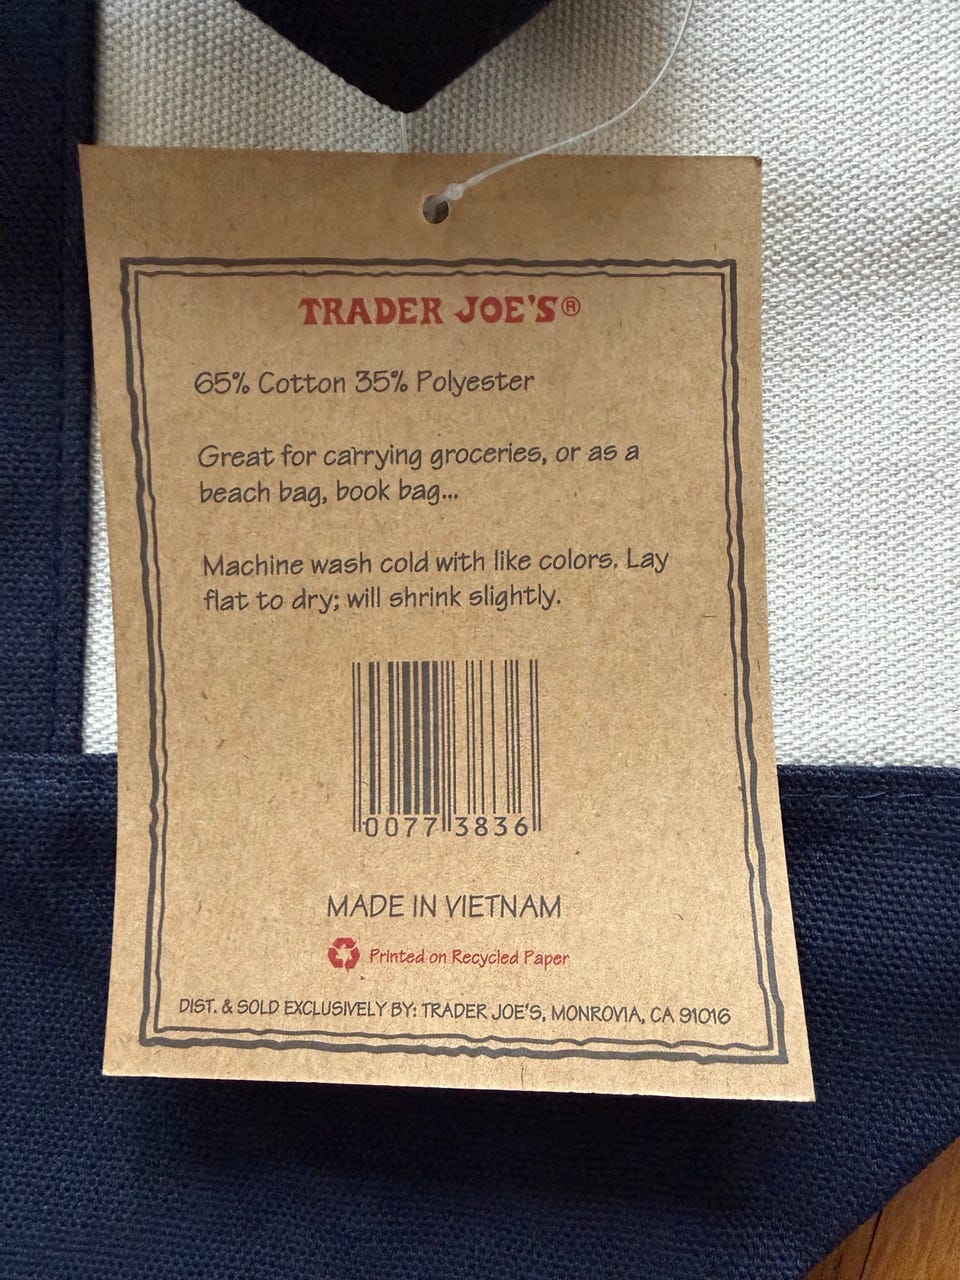 TRADER JOE'S®
65% Cotton 35% Polyester
Great for carrying groceries, or as a
beach bag, book bag...
Machine wash cold with like colors. Lay
flat to dry; will shrink slightly.
0077 3836
MADE IN VIETNAM
Printed on Recycled Paper
DIST. & SOLD EXCLUSIVELY BY: TRADER JOE'S, MONROVIA, CA 91016